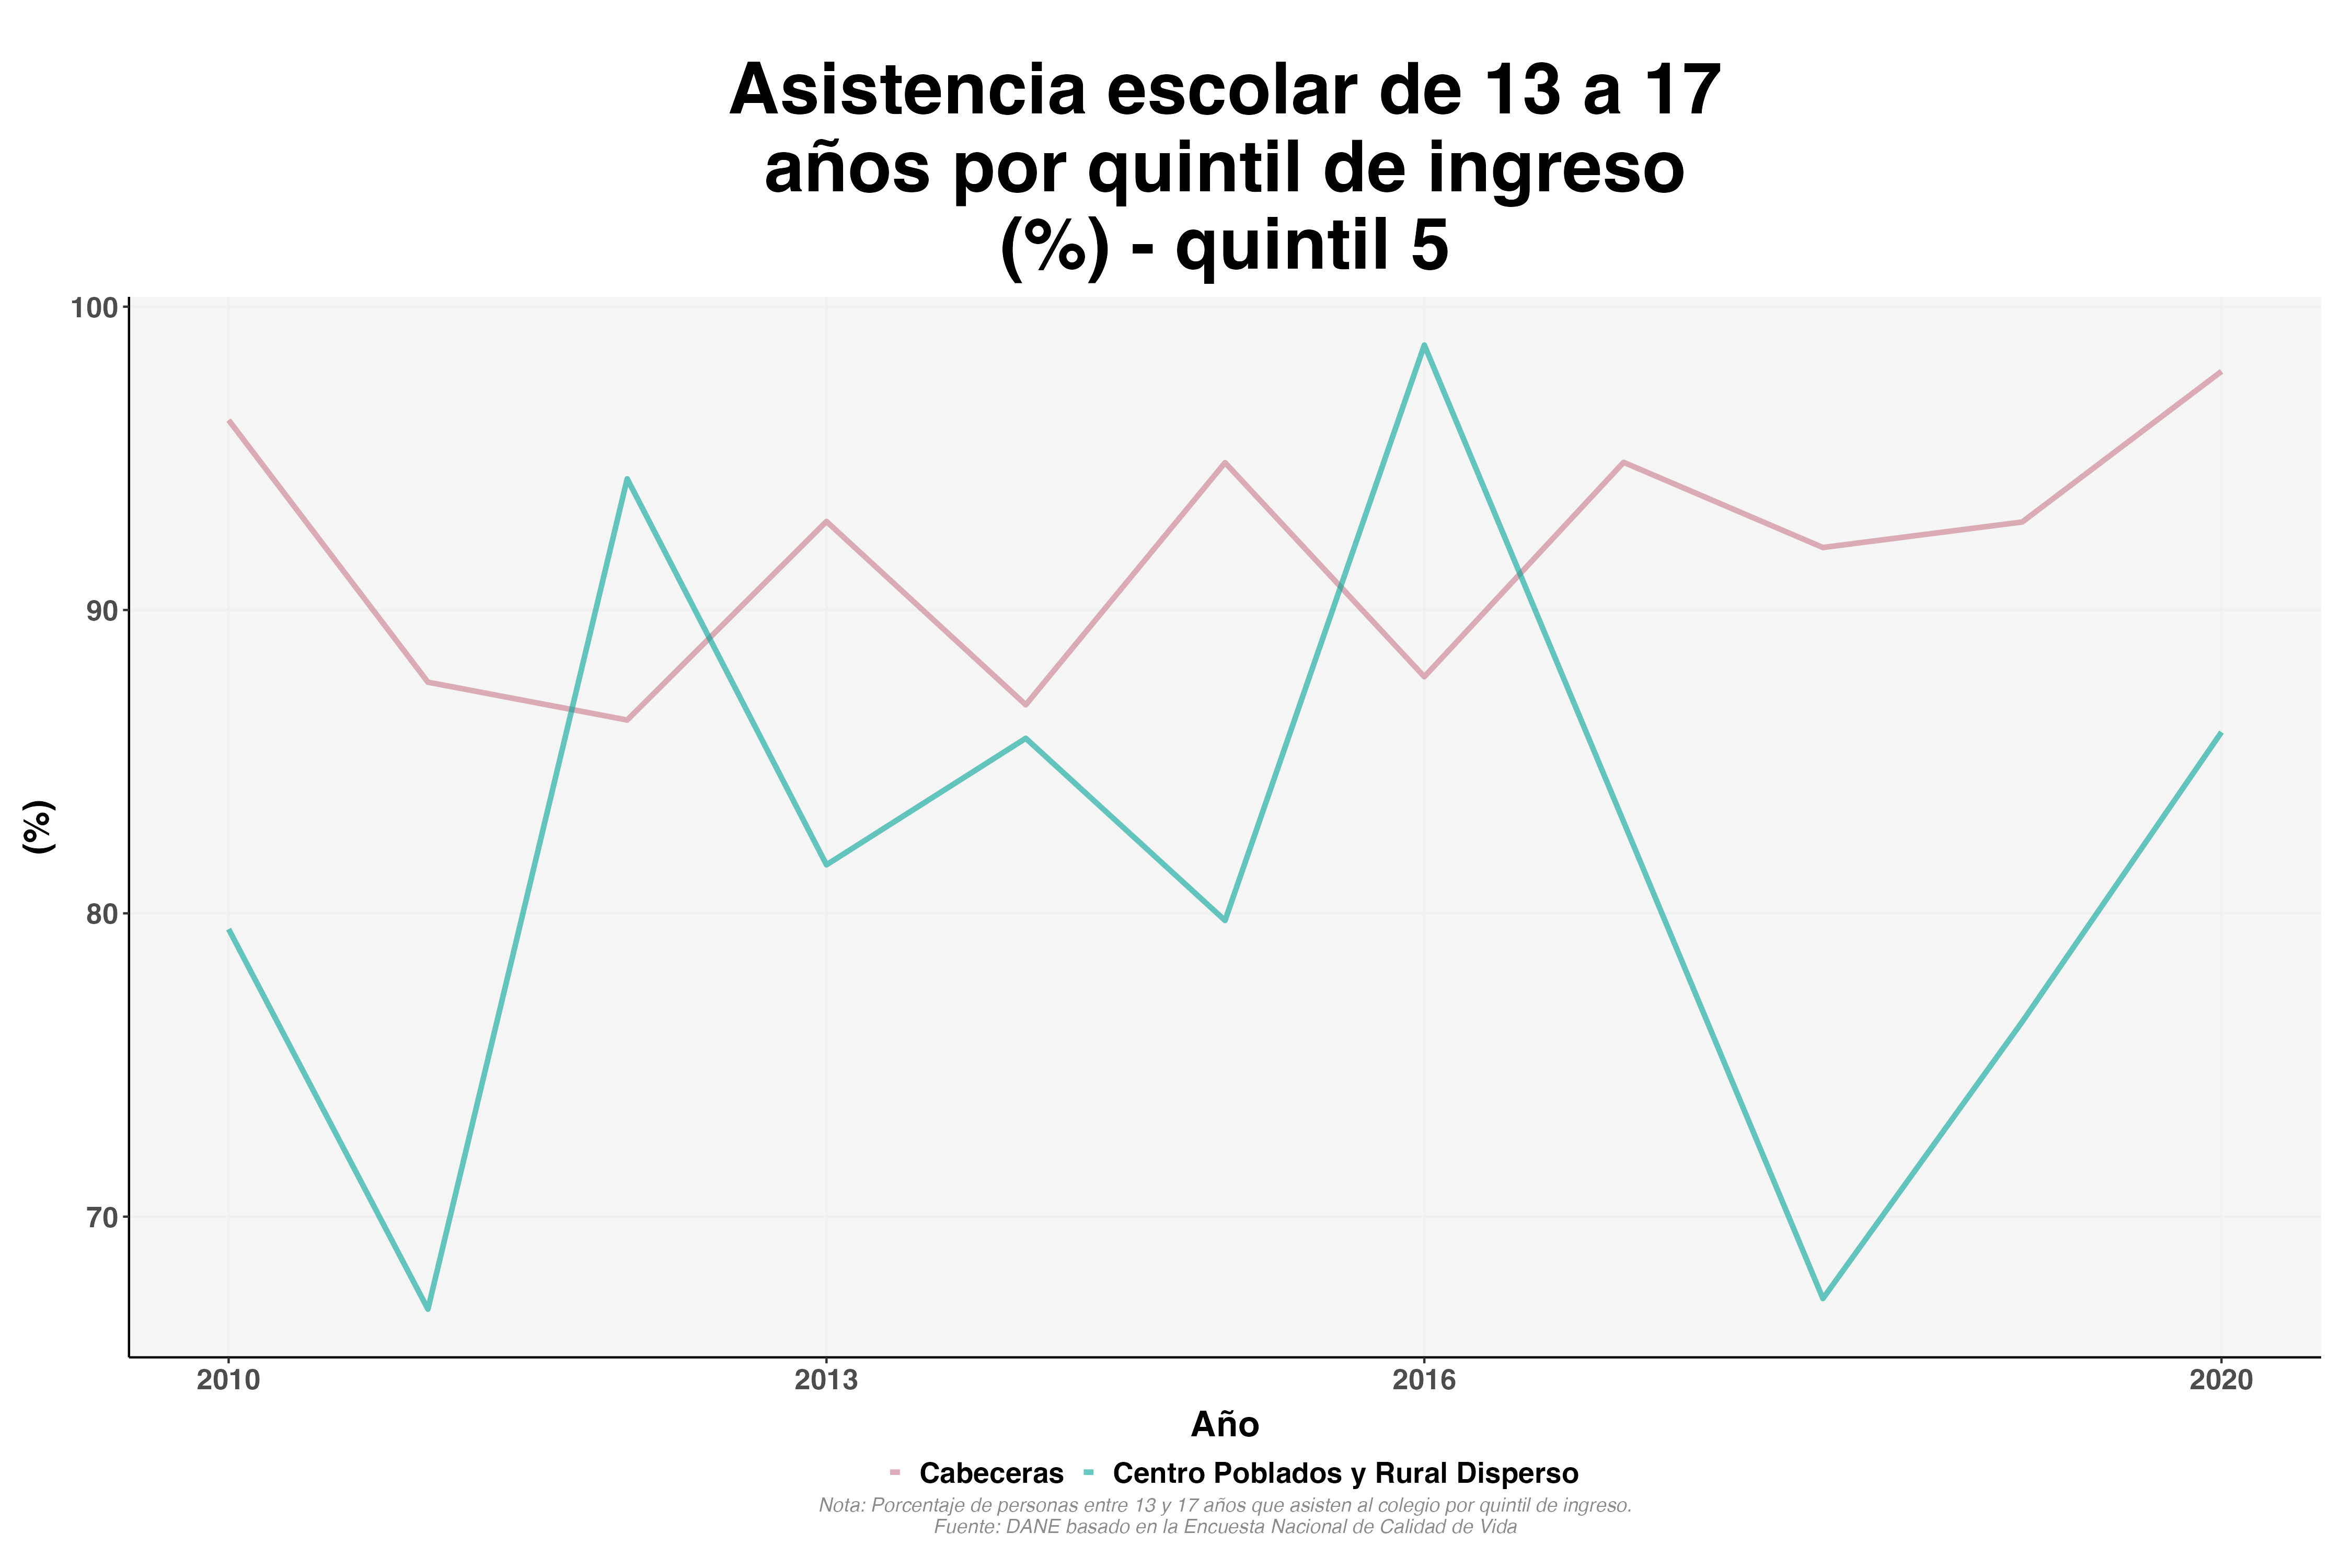 Asistencia escolar de 13 a 17
años por quintil de ingreso
(%) - quintil 5
100
90
80
70
(%)
2010 2013 2016 2020
Año
Cabeceras Centro Poblados y Rural Disperso
Nota: Porcentaje de personas entre 13 y 17 años que asisten al colegio por quintil de ingreso.
Fuente: DANE basado en la Encuesta Nacional de Calidad de Vida